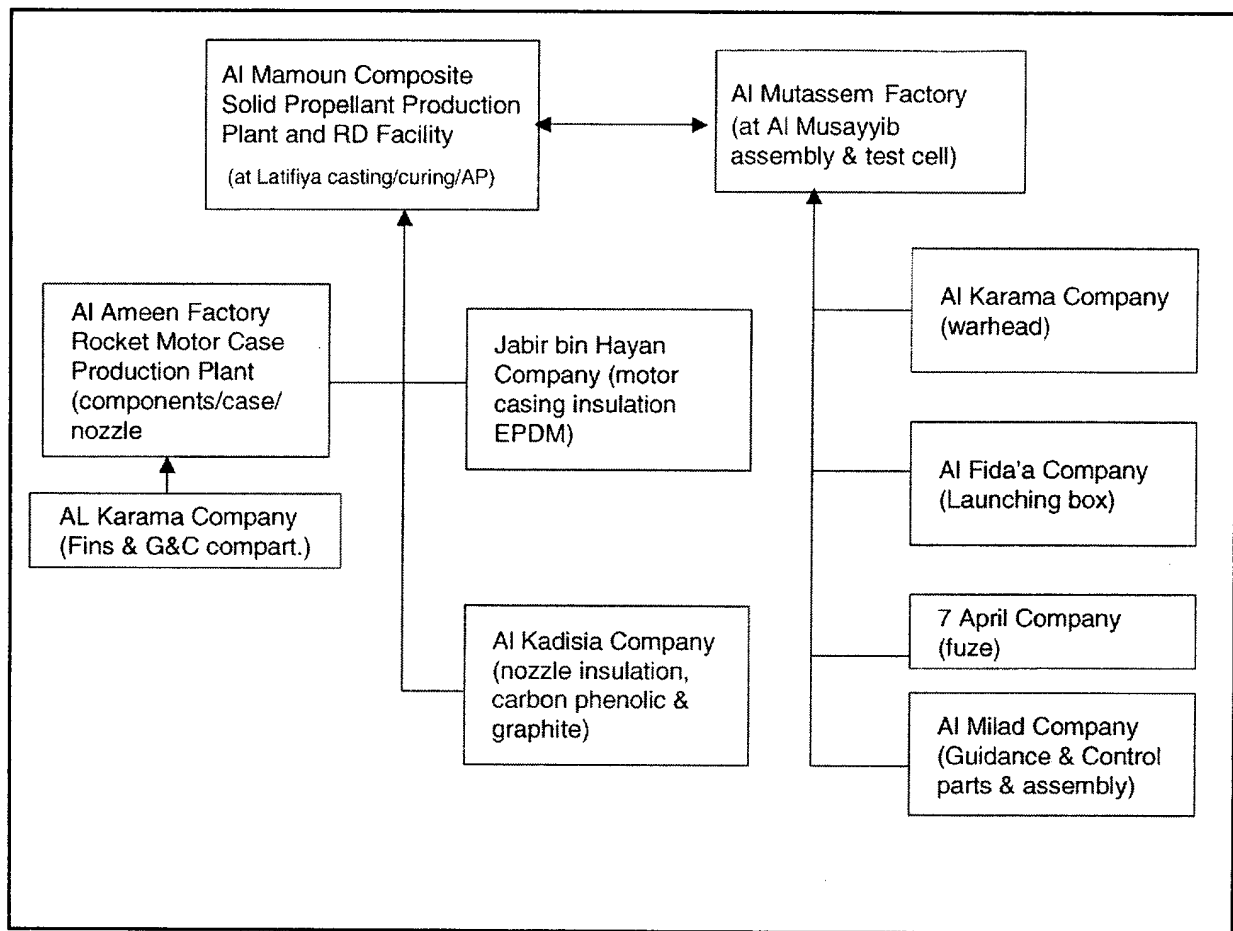 Al Mamoun Composite
Solid Propellant Production
Plant and RD Facility
(at Latifiya casting/curing/AP)
Al Mutassem Factory
(at Al Musayyib
assembly & test cell)
Al Ameen Factory
Rocket Motor Case
Production Plant
(components/case/
nozzle
AL Karama Company
(Fins & G&C compart.)
Jabir bin Hayan
Company (motor
casing insulation
EPDM)
Al Kadisia Company
(nozzle insulation,
carbon phenolic &
graphite)
Al Karama Company
(warhead)
Al Fida'a Company
(Launching box)
7 April Company
(fuze)
Al Milad Company
(Guidance & Control
parts & assembly)